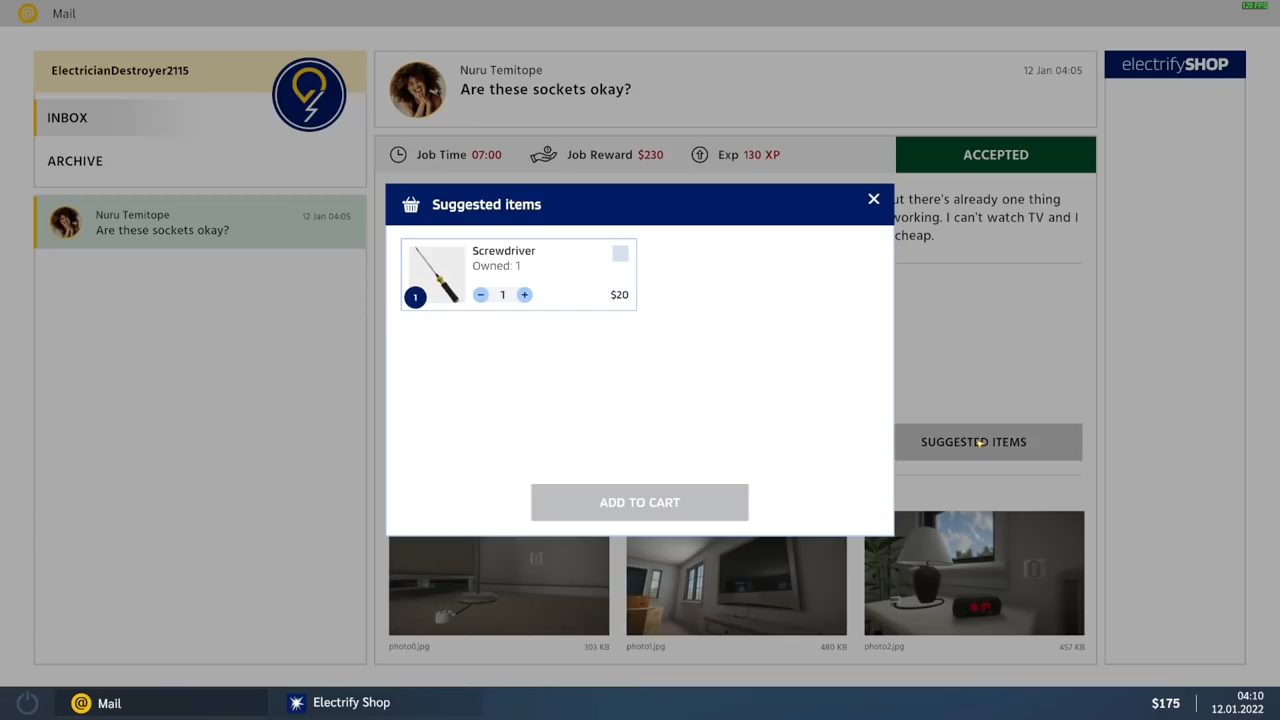 Mail
120 FPS
ElectricianDestroyer2115
INBOX
ARCHIVE
Nuru Temitope
12 Jan 04:05
Are these sockets okay?
Nuru Temitope
12 Jan 04:05
Are these sockets okay?
Job Time 07:00
Job Reward $230
Exp 130 XP
ACCEPTED
ut there's already one thing
working. I can't watch TV and I
cheap.
Suggested items
Screwdriver
Owned: 1
1
− 1 +
$20
ADD TO CART
SUGGESTED ITEMS
photo0.jpg
303 KB
photo1.jpg
480 KB
photo2.jpg
457 KB
electrifySHOP
Mail
Electrify Shop
$175
04:10
12.01.2022